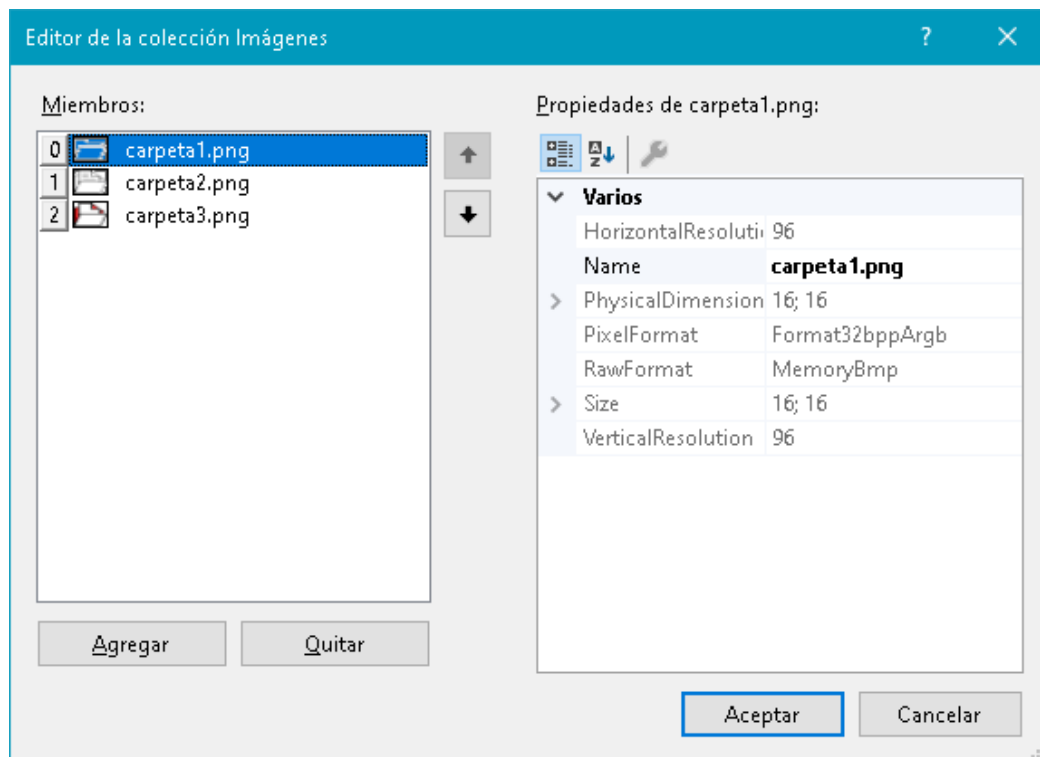 Editor de la colección Imágenes
?
Miembros:
0 carpeta1.png
1 carpeta2.png
2 carpeta3.png
Agregar
Quitar
Propiedades de carpeta1.png:
Varios
HorizontalResoluti 96
Name carpeta1.png
PhysicalDimension 16; 16
PixelFormat Format32bppArgb
RawFormat MemoryBmp
Size 16; 16
VerticalResolution 96
Aceptar
Cancelar